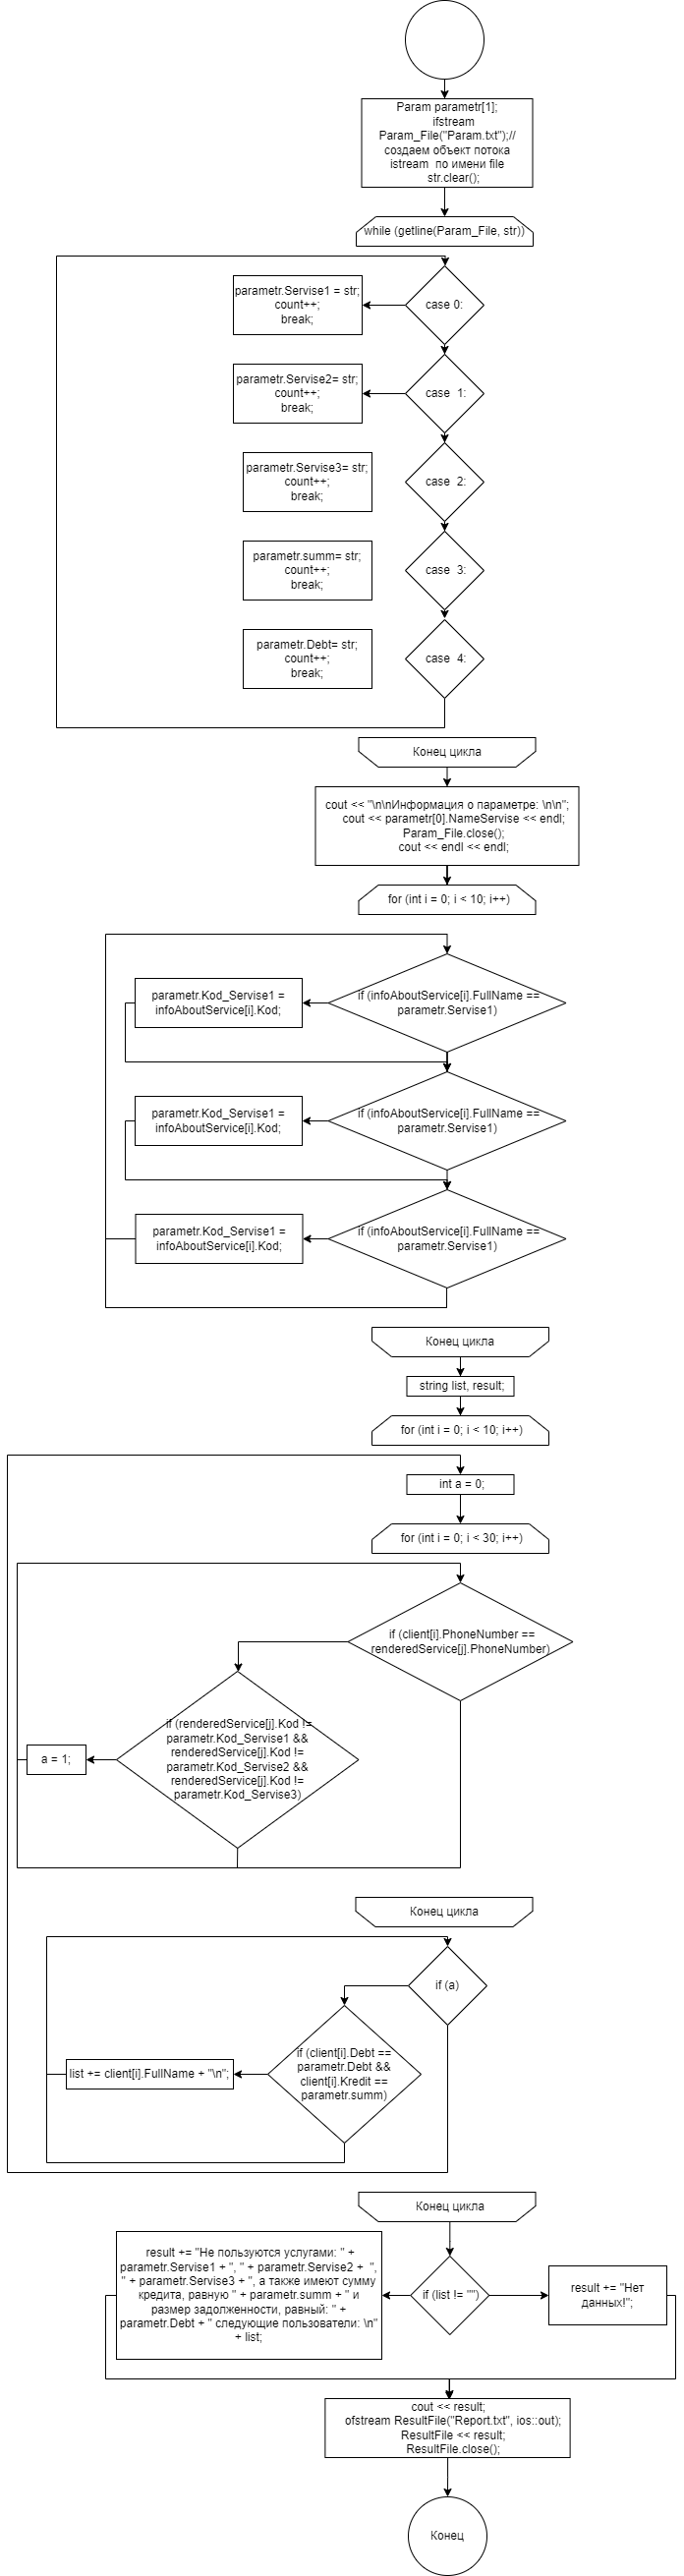 Param parametr[1];
ifstream
Param_File("Param.txt");//
создаем объект потока
istream по имени file
str.clear();
while (getline(Param_File, str))
case 0:
parametr.Servise1 = str;
count++;
break;
case 1:
parametr.Servise2= str;
count++;
break;
case 2:
parametr.Servise3= str;
count++;
break;
case 3:
parametr.summ= str;
count++;
break;
case 4:
parametr.Debt= str;
count++;
break;
Конец цикла
cout << "\n\nИнформация о параметре: \n\n";
cout << parametr[0].NameServise << endl;
Param_File.close();
cout << endl << endl;
for (int i = 0; i < 10; i++)
if (infoAboutService[i].FullName ==
parametr.Servise1)
parametr.Kod_Servise1 =
infoAboutService[i].Kod;
if (infoAboutService[i].FullName ==
parametr.Servise1)
parametr.Kod_Servise1 =
infoAboutService[i].Kod;
if (infoAboutService[i].FullName ==
parametr.Servise1)
parametr.Kod_Servise1 =
infoAboutService[i].Kod;
Конец цикла
string list, result;
for (int i = 0; i < 10; i++)
int a = 0;
for (int i = 0; i < 30; i++)
if (client[i].PhoneNumber ==
renderedService[j].PhoneNumber)
if (renderedService[j].Kod !=
parametr.Kod_Servise1 &&
renderedService[j].Kod !=
parametr.Kod_Servise2 &&
renderedService[j].Kod !=
parametr.Kod_Servise3)
a = 1;
Конец цикла
if (a)
if (client[i].Debt ==
parametr.Debt &&
client[i].Kredit ==
parametr.summ)
list += client[i].FullName + "\n";
Конец цикла
if (list != "")
result += "Не пользуются услугами: " +
parametr.Servise1 + ", " + parametr.Servise2 + ",
" + parametr.Servise3 + ", а также имеют сумму
кредита, равную " + parametr.summ + " и
размер задолженности, равный: " +
parametr.Debt + " следующие пользователи: \n"
+ list;
result += "Нет
данных!";
cout << result;
ofstream ResultFile("Report.txt", ios::out);
ResultFile << result;
ResultFile.close();
Конец